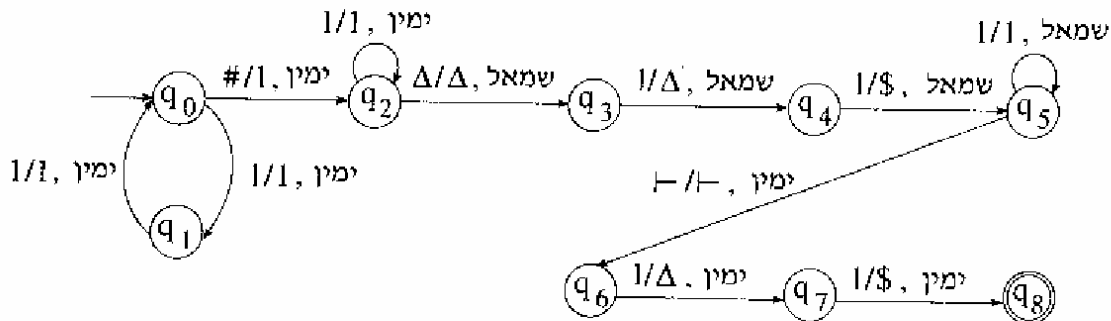 1/1, ימין
1/1, שמאל
#/1, ימין
Δ/Δ, שמאל
1/Δ, שמאל
1/$, שמאל
q0
q2
q3
q4
q5
1/1, ימין
1/1, ימין
⊢/⊢, ימין
q1
1/Δ, ימין
1/$, ימין
q6
q7
q8